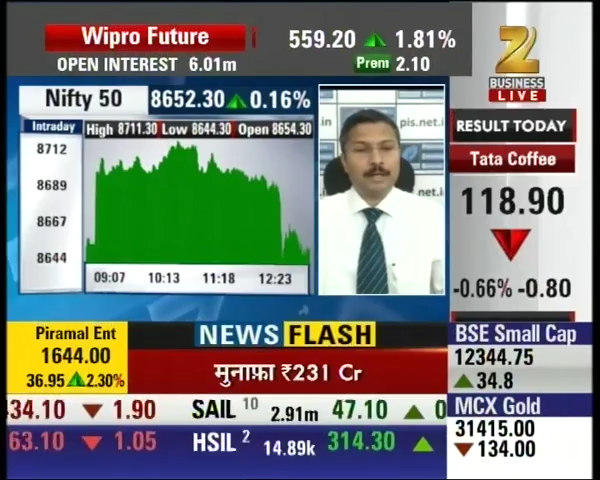 Wipro Future
559.20 1.81%
OPEN INTEREST 6.01m
Prem 2.10
Z
BUSINESS
LIVE
Nifty 50
8652.30 0.16%
Intraday
High 8711.30 Low 8644.30 Open 8654.30
8712
8689
8667
8644
09:07 10:13 11:18 12:23
.in
pis.net.i
net.i
RESULT TODAY
Tata Coffee
118.90
-0.66% -0.80
Piramal Ent
1644.00
36.95 2.30%
NEWS FLASH
मुनाफ़ा ₹231 Cr
BSE Small Cap
12344.75
34.8
MCX Gold
31415.00
134.00
34.10 1.90 SAIL 10 2.91m 47.10 0
63.10 1.05 HSIL 2 14.89k 314.30